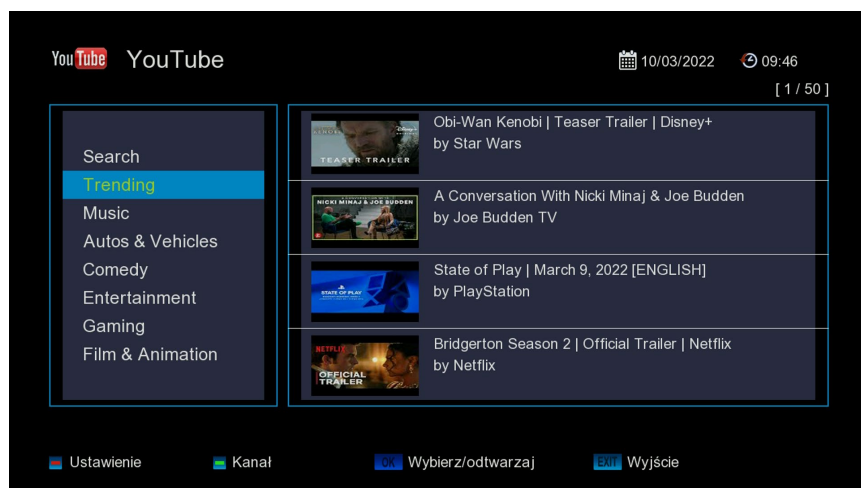 YouTube YouTube 10/03/2022 09:46
[ 1 / 50 ]
Search
Trending
Music
Autos & Vehicles
Comedy
Entertainment
Gaming
Film & Animation
TEASER TRAILER
Obi-Wan Kenobi | Teaser Trailer | Disney+
by Star Wars
NICKI MINAJ & JOE BUDDEN
A Conversation With Nicki Minaj & Joe Budden
by Joe Budden TV
STATE OF PLAY
State of Play | March 9, 2022 [ENGLISH]
by PlayStation
NETFLIX
OFFICIAL
TRAILER
Bridgerton Season 2 | Official Trailer | Netflix
by Netflix
Ustawienie Kanał OK Wybierz/odtwarzaj EXIT Wyjście